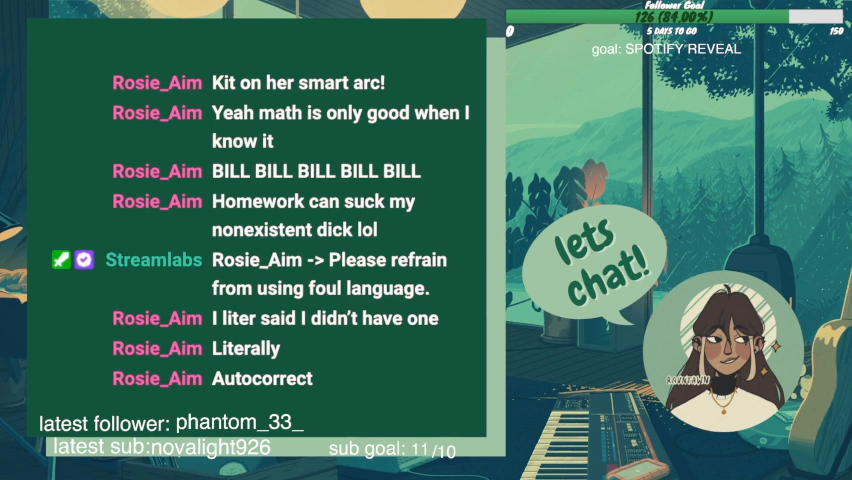 Follower Goal
126 (84.00%)
0
5 DAYS TO GO
150
goal: SPOTIFY REVEAL
Rosie_Aim Kit on her smart arc!
Rosie_Aim Yeah math is only good when I
know it
Rosie_Aim BILL BILL BILL BILL BILL
Rosie_Aim Homework can suck my
nonexistent dick lol
Streamlabs Rosie_Aim -> Please refrain
from using foul language.
Rosie_Aim I liter said I didn't have one
Rosie_Aim Literally
Rosie_Aim Autocorrect
lets
chat!
latest follower: phantom_33_
latest sub:novalight926
sub goal: 11/10